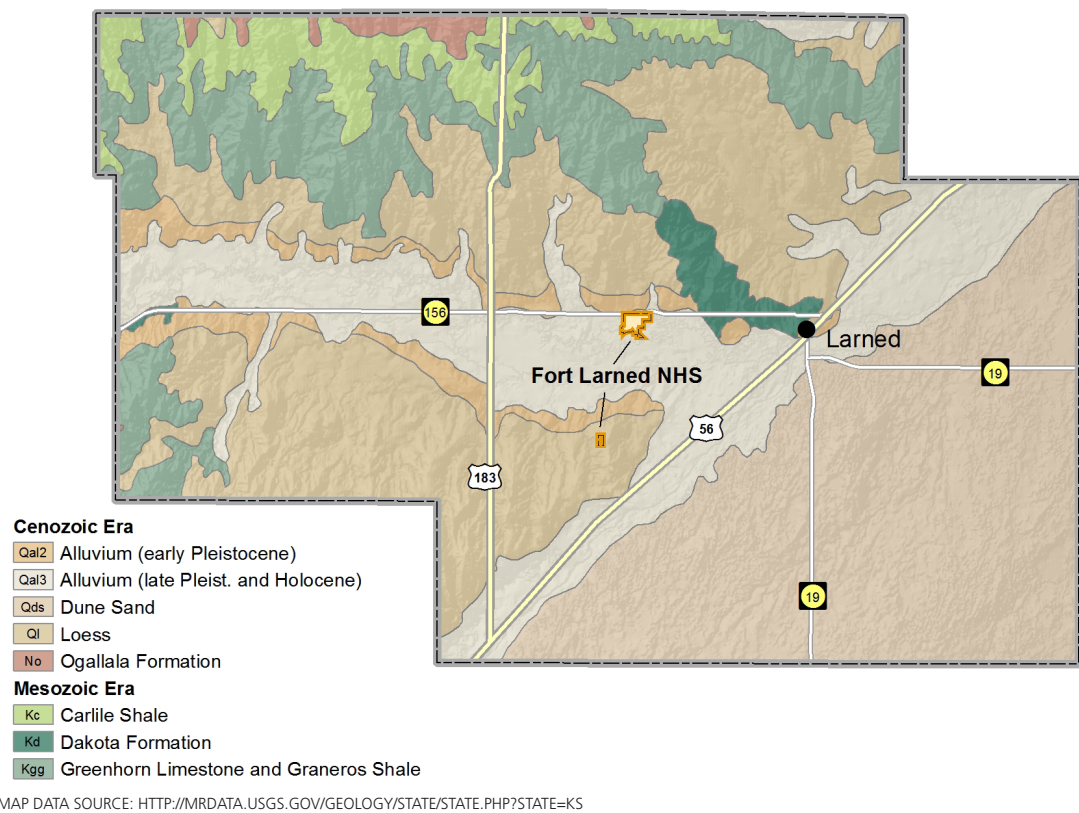 156
Larned
19
Fort Larned NHS
56
183
19
Cenozoic Era
Qal2 Alluvium (early Pleistocene)
Qal3 Alluvium (late Pleist. and Holocene)
Qds Dune Sand
Ql Loess
No Ogallala Formation
Mesozoic Era
Kc Carlile Shale
Kd Dakota Formation
Kgg Greenhorn Limestone and Graneros Shale
MAP DATA SOURCE: HTTP://MRDATA.USGS.GOV/GEOLOGY/STATE/STATE.PHP?STATE=KS